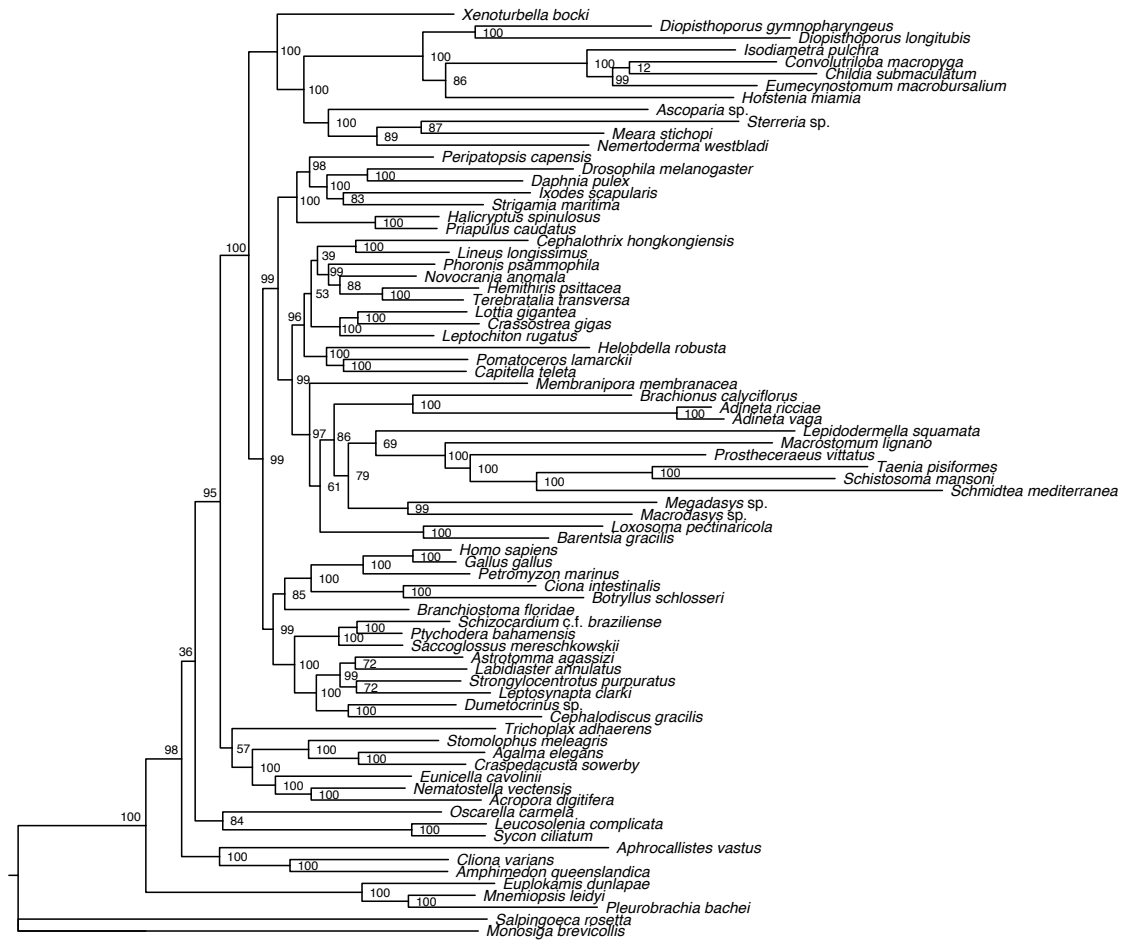 Xenoturbella bocki
Diopisthoporus gymnopharyngeus
100
Diopisthoporus longitubis
Isodiametra pulchra
100
100
Convolutriloba macropyga
100
12
Childia submaculatum
86
99
Eumecynostomum macrobursalium
100
Hofstenia miamia
Ascoparia sp.
100
87
Sterreria sp.
89
Meara stichopi
Nemertoderma westbladi
Peripatopsis capensis
98
Drosophila melanogaster
100
Daphnia pulex
100
Ixodes scapularis
100
83
Strigamia maritima
Halicryptus spinulosus
100
Priapulus caudatus
Cephalothrix hongkongiensis
100
100
39
Lineus longissimus
Phoronis psammophila
99
99
Novocrania anomala
53
88
Hemithiris psittacea
100
Terebratalia transversa
96
Lottia gigantea
100
Crassostrea gigas
100
Leptochiton rugatus
Helobdella robusta
100
Pomatoceros lamarckii
100
Capitella teleta
99
Membranipora membranacea
Brachionus calyciflorus
100
Adineta ricciae
100
Adineta vaga
97
86
Lepidodermella squamata
69
Macrostomum lignano
99
100
Prostheceraeus vittatus
100
Taenia pisiformes
79
100
Schistosoma mansoni
61
100
Schmidtea mediterranea
95
Megadasys sp.
99
Macrodasys sp.
Loxosoma pectinaricola
100
Barentsia gracilis
Homo sapiens
100
Gallus gallus
100
Petromyzon marinus
100
Ciona intestinalis
100
Botryllus schlosseri
85
Branchiostoma floridae
Schizocardium c.f. braziliense
99
100
Ptychodera bahamensis
100
Saccoglossus mereschkowskii
36
Astrotomma agassizi
100
72
Labidiaster annulatus
99
Strongylocentrotus purpuratus
100
72
Leptosynapta clarki
Dumetocrinus sp.
100
Cephalodiscus gracilis
Trichoplax adhaerens
Stomolophus meleagris
98
57
100
Agalma elegans
100
Craspedacusta sowerby
100
Eunicella cavolinii
100
Nematostella vectensis
100
Acropora digitifera
Oscarella carmela
100
84
Leucosolenia complicata
100
Sycon ciliatum
Aphrocallistes vastus
100
Cliona varians
100
Amphimedon queenslandica
Euplokamis dunlapae
100
Mnemiopsis leidyi
100
Pleurobrachia bachei
Salpingoeca rosetta
Monosiga brevicollis